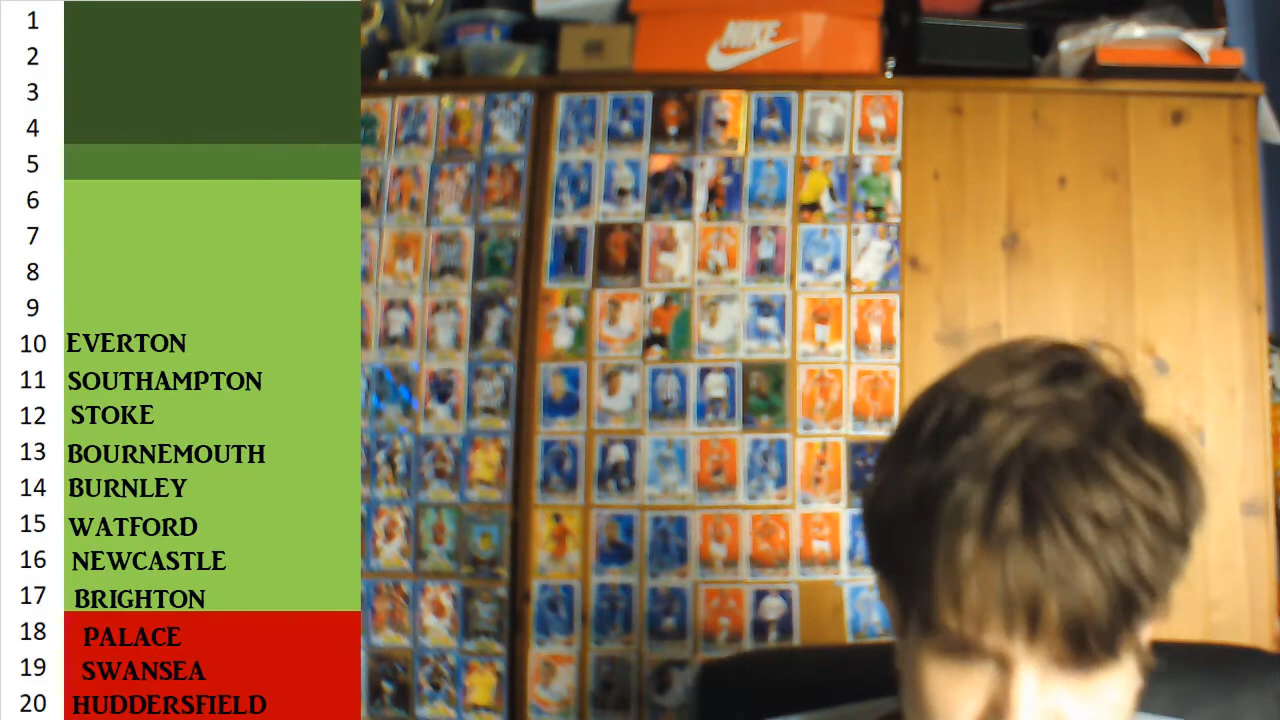 1
2
3
4
5
6
7
8
9
10 EVERTON
11 SOUTHAMPTON
12 STOKE
13 BOURNEMOUTH
14 BURNLEY
15 WATFORD
16 NEWCASTLE
17 BRIGHTON
18 PALACE
19 SWANSEA
20 HUDDERSFIELD
NIKE